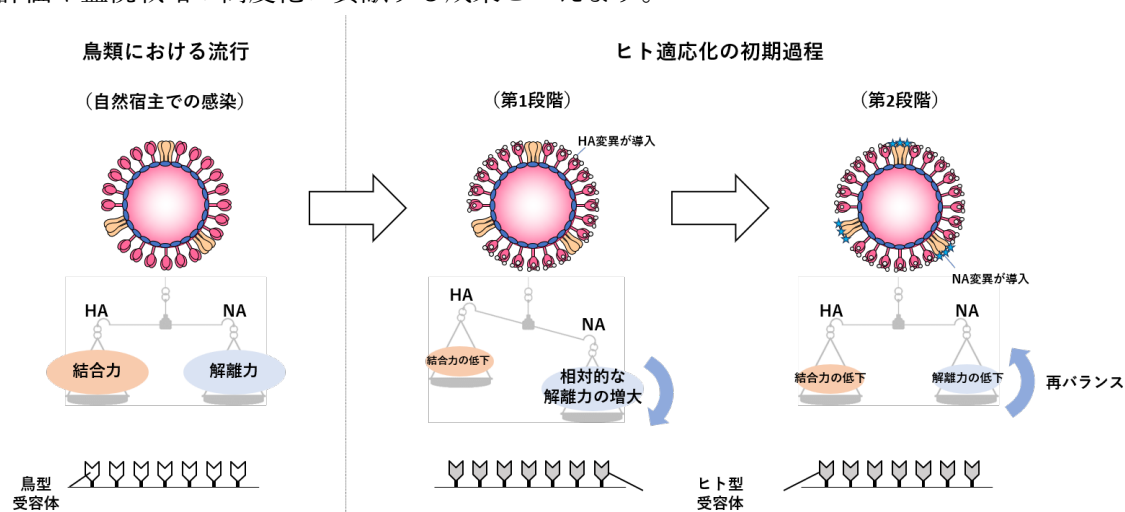 鳥類における流行
ヒト適応化の初期過程
（自然宿主での感染）
（第1段階）
（第2段階）
HA変異が導入
NA変異が導入
HA
NA
結合力
解離力
HA
NA
結合力の低下
相対的な
解離力の増大
HA
NA
結合力の低下
解離力の低下
再バランス
鳥型
受容体
ヒト型
受容体